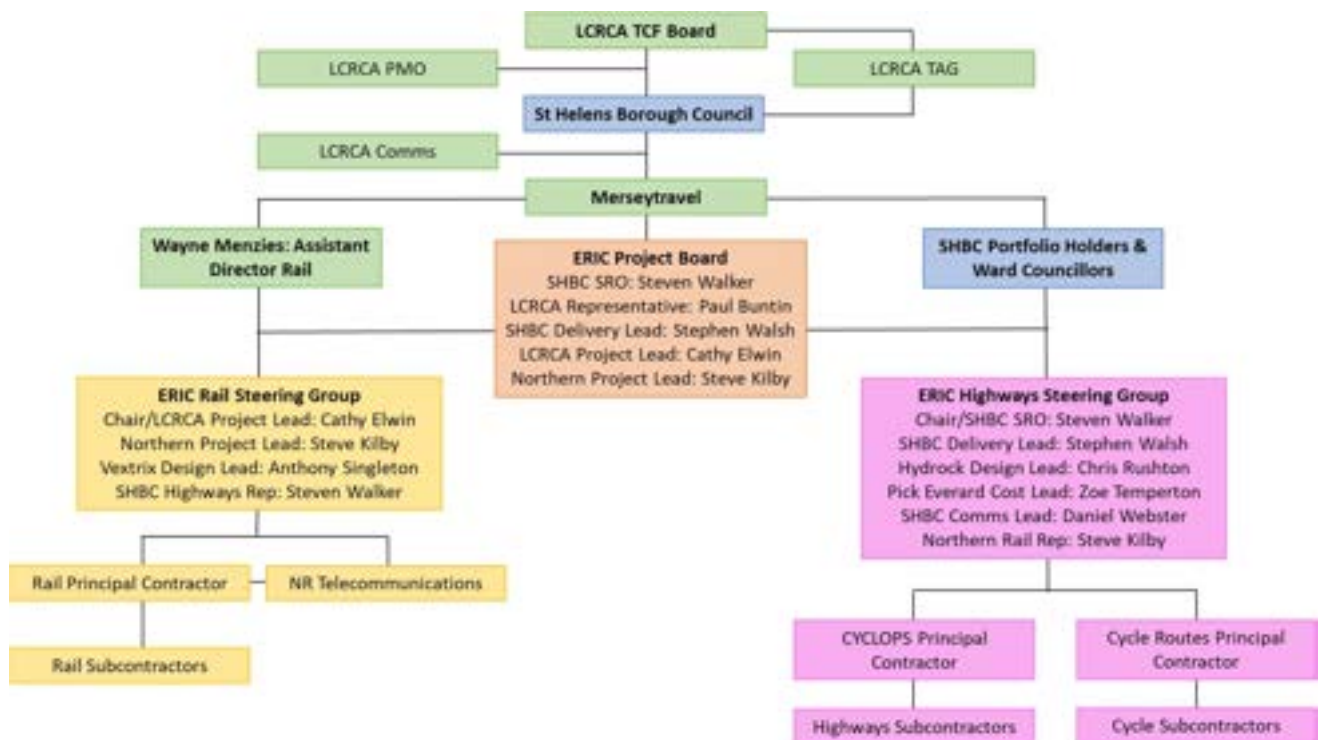 LCRCA TCF Board
LCRCA PMO
LCRCA TAG
St Helens Borough Council
LCRCA Comms
Merseytravel
Wayne Menzies: Assistant
Director Rail
ERIC Project Board
SHBC SRO: Steven Walker
LCRCA Representative: Paul Buntin
SHBC Delivery Lead: Stephen Walsh
LCRCA Project Lead: Cathy Elwin
Northern Project Lead: Steve Kilby
SHBC Portfolio Holders &
Ward Councillors
ERIC Rail Steering Group
Chair/LCRCA Project Lead: Cathy Elwin
Northern Project Lead: Steve Kilby
Vextrix Design Lead: Anthony Singleton
SHBC Highways Rep: Steven Walker
ERIC Highways Steering Group
Chair/SHBC SRO: Steven Walker
SHBC Delivery Lead: Stephen Walsh
Hydrock Design Lead: Chris Rushton
Pick Everard Cost Lead: Zoe Temperton
SHBC Comms Lead: Daniel Webster
Northern Rail Rep: Steve Kilby
Rail Principal Contractor
NR Telecommunications
Rail Subcontractors
CYCLOPS Principal
Contractor
Cycle Routes Principal
Contractor
Highways Subcontractors
Cycle Subcontractors